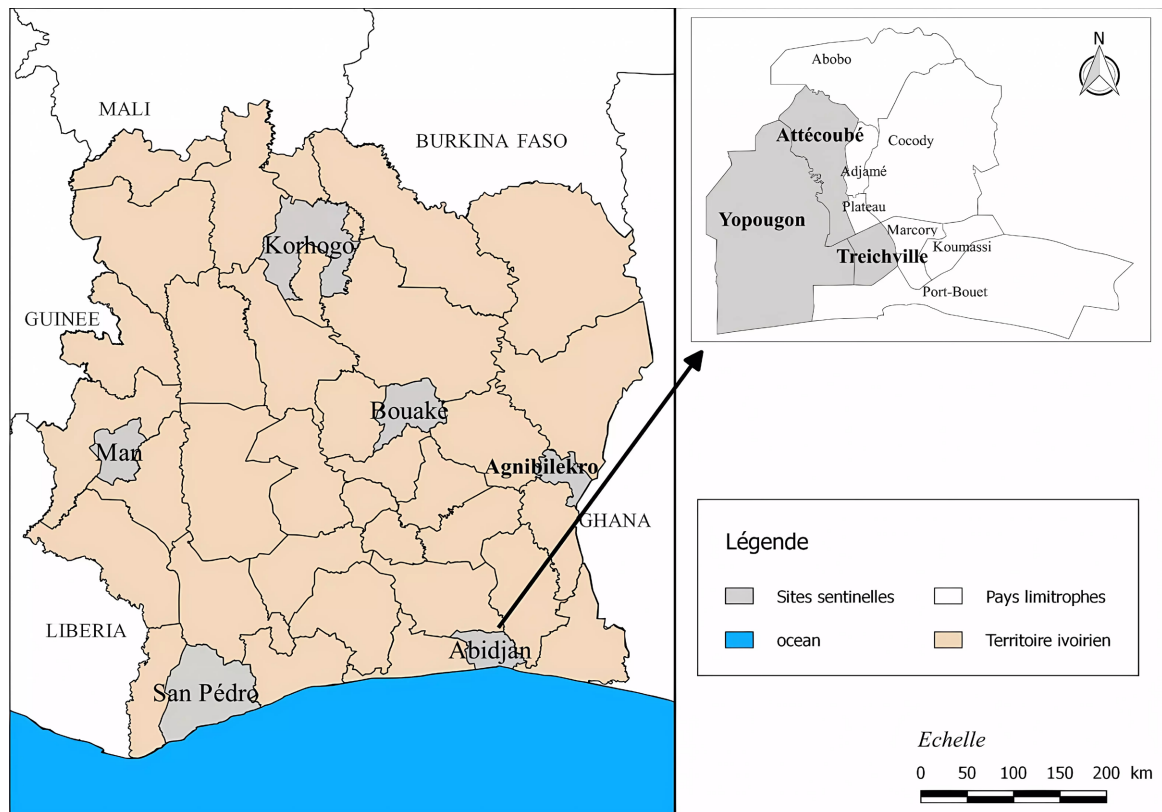 MALI
BURKINA FASO
Korhogo
GUINEE
Bouaké
Man
Agnibilekro
GHANA
LIBERIA
Abidjan
San Pédro
N
Abobo
Attécoubé
Cocody
Adjamé
Plateau
Yopougon
Marcory
Treichville
Koumassi
Port-Bouet
Légende
Sites sentinelles
Pays limitrophes
ocean
Territoire ivoirien
Echelle
0 50 100 150 200 km